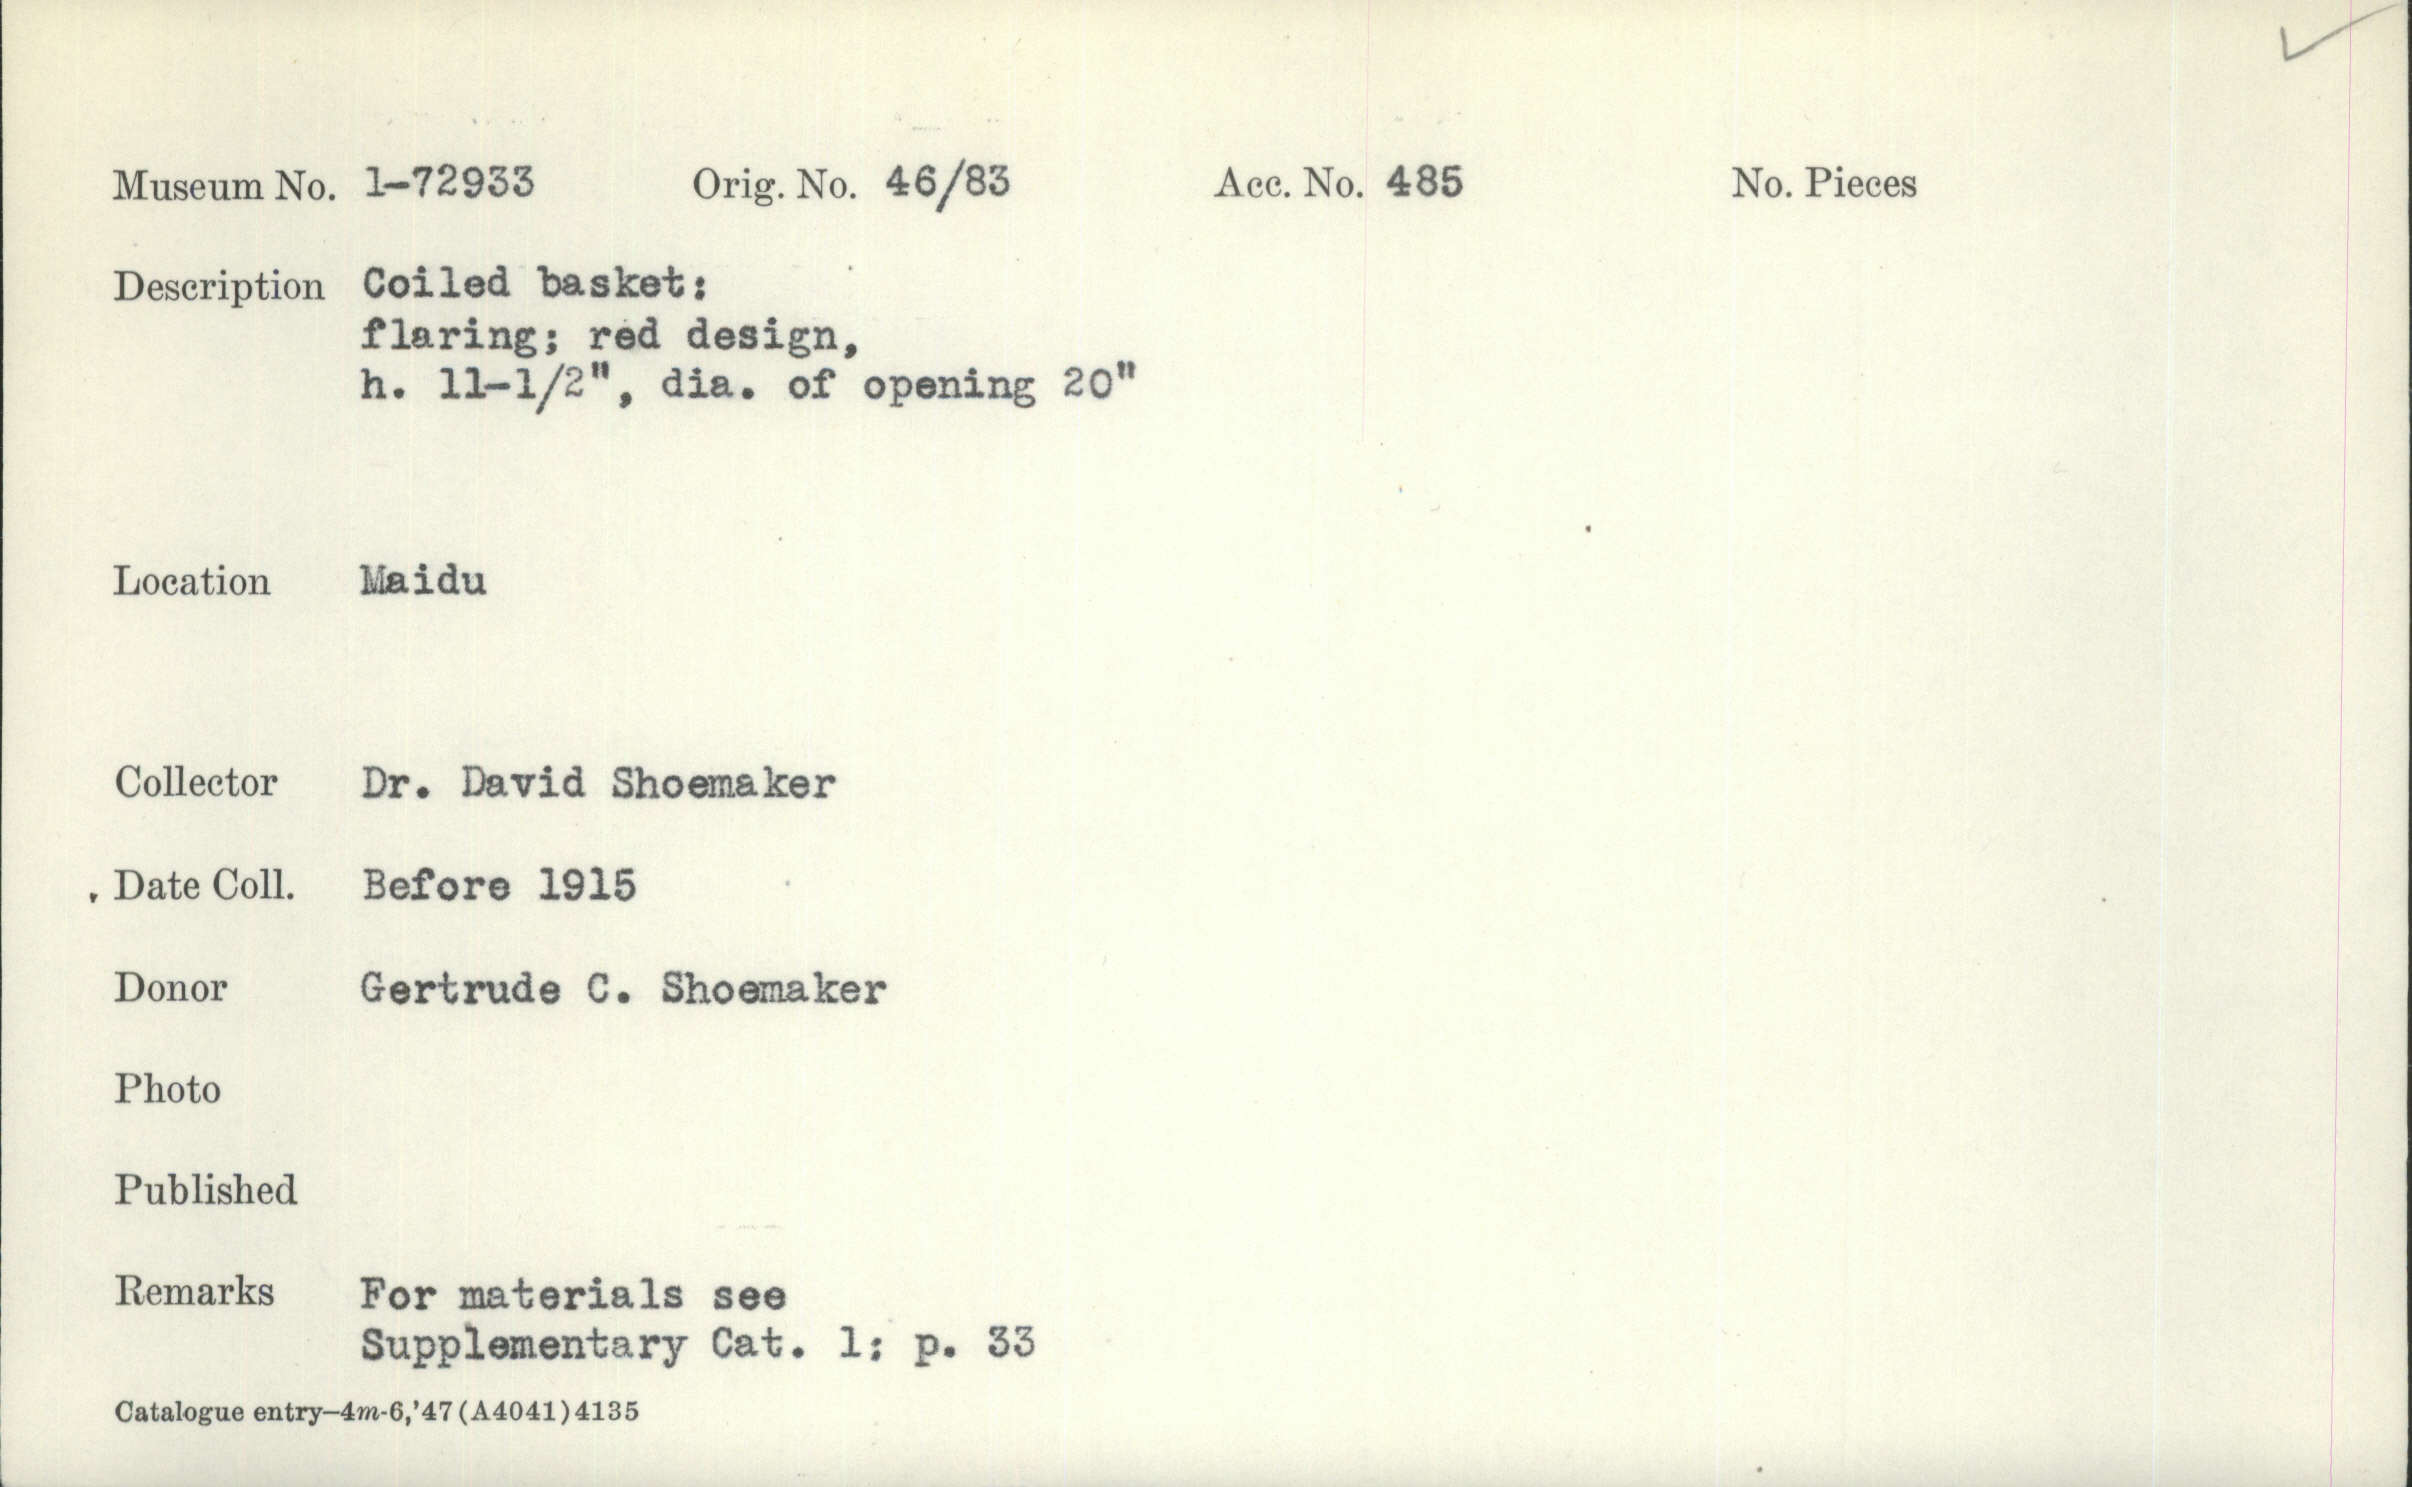 Museum No. 1-72933 Orig. No. 46/83 Acc. No. 485 No. Pieces
Description Coiled basket:
flaring; red design,
h. 11-1/2", dia. of opening 20"
Location Maidu
Collector Dr. David Shoemaker
Date Coll. Before 1915
Donor Gertrude C. Shoemaker
Photo
Published
Remarks For materials see
Supplementary Cat. 1; p. 33
Catalogue entry—4m-6,'47(A4041)4135